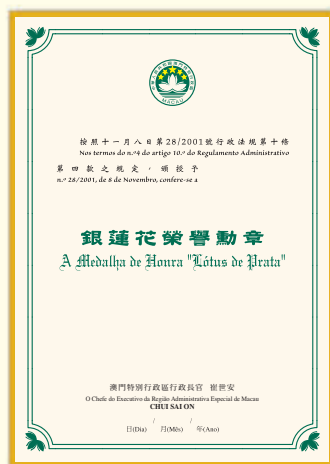 MACAU
按照十一月八日第28/2001號行政法規第十條
Nos termos do n.º4 do artigo 10.º do Regulamento Administrativo
第四款之規定，頒授予
n.º 28/2001, de 8 de Novembro, confere-se a
銀蓮花榮譽勳章
A Medalha de Honra "Lótus de Prata"
澳門特別行政區行政長官 崔世安
O Chefe do Executivo da Região Administrativa Especial de Macau
CHUI SAI ON
/ /
日(Dia) 月(Mês) 年(Ano)